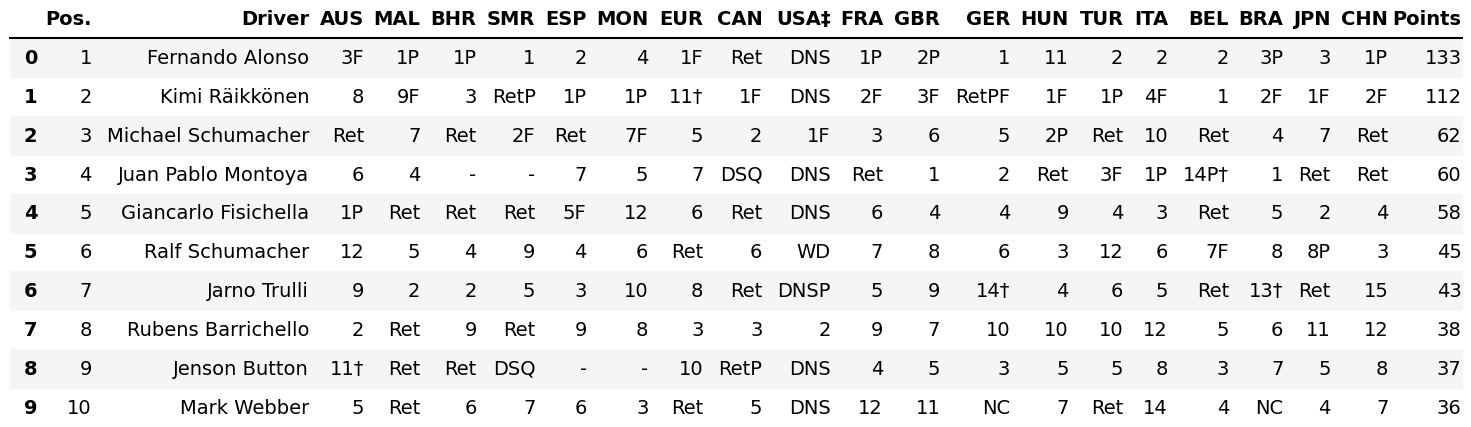 Pos. Driver AUS MAL BHR SMR ESP MON EUR CAN USA‡ FRA GBR GER HUN TUR ITA BEL BRA JPN CHN Points
0 1 Fernando Alonso 3F 1P 1P 1 2 4 1F Ret DNS 1P 2P 1 11 2 2 2 3P 3 1P 133
1 2 Kimi Räikkönen 8 9F 3 RetP 1P 1P 11† 1F DNS 2F 3F RetPF 1F 1P 4F 1 2F 1F 2F 112
2 3 Michael Schumacher Ret 7 Ret 2F Ret 7F 5 2 1F 3 6 5 2P Ret 10 Ret 4 7 Ret 62
3 4 Juan Pablo Montoya 6 4 - - 7 5 7 DSQ DNS Ret 1 2 Ret 3F 1P 14P† 1 Ret Ret 60
4 5 Giancarlo Fisichella 1P Ret Ret Ret 5F 12 6 Ret DNS 6 4 4 9 4 3 Ret 5 2 4 58
5 6 Ralf Schumacher 12 5 4 9 4 6 Ret 6 WD 7 8 6 3 12 6 7F 8 8P 3 45
6 7 Jarno Trulli 9 2 2 5 3 10 8 Ret DNSP 5 9 14† 4 6 5 Ret 13† Ret 15 43
7 8 Rubens Barrichello 2 Ret 9 Ret 9 8 3 3 2 9 7 10 10 10 12 5 6 11 12 38
8 9 Jenson Button 11† Ret Ret DSQ - - 10 RetP DNS 4 5 3 5 5 8 3 7 5 8 37
9 10 Mark Webber 5 Ret 6 7 6 3 Ret 5 DNS 12 11 NC 7 Ret 14 4 NC 4 7 36